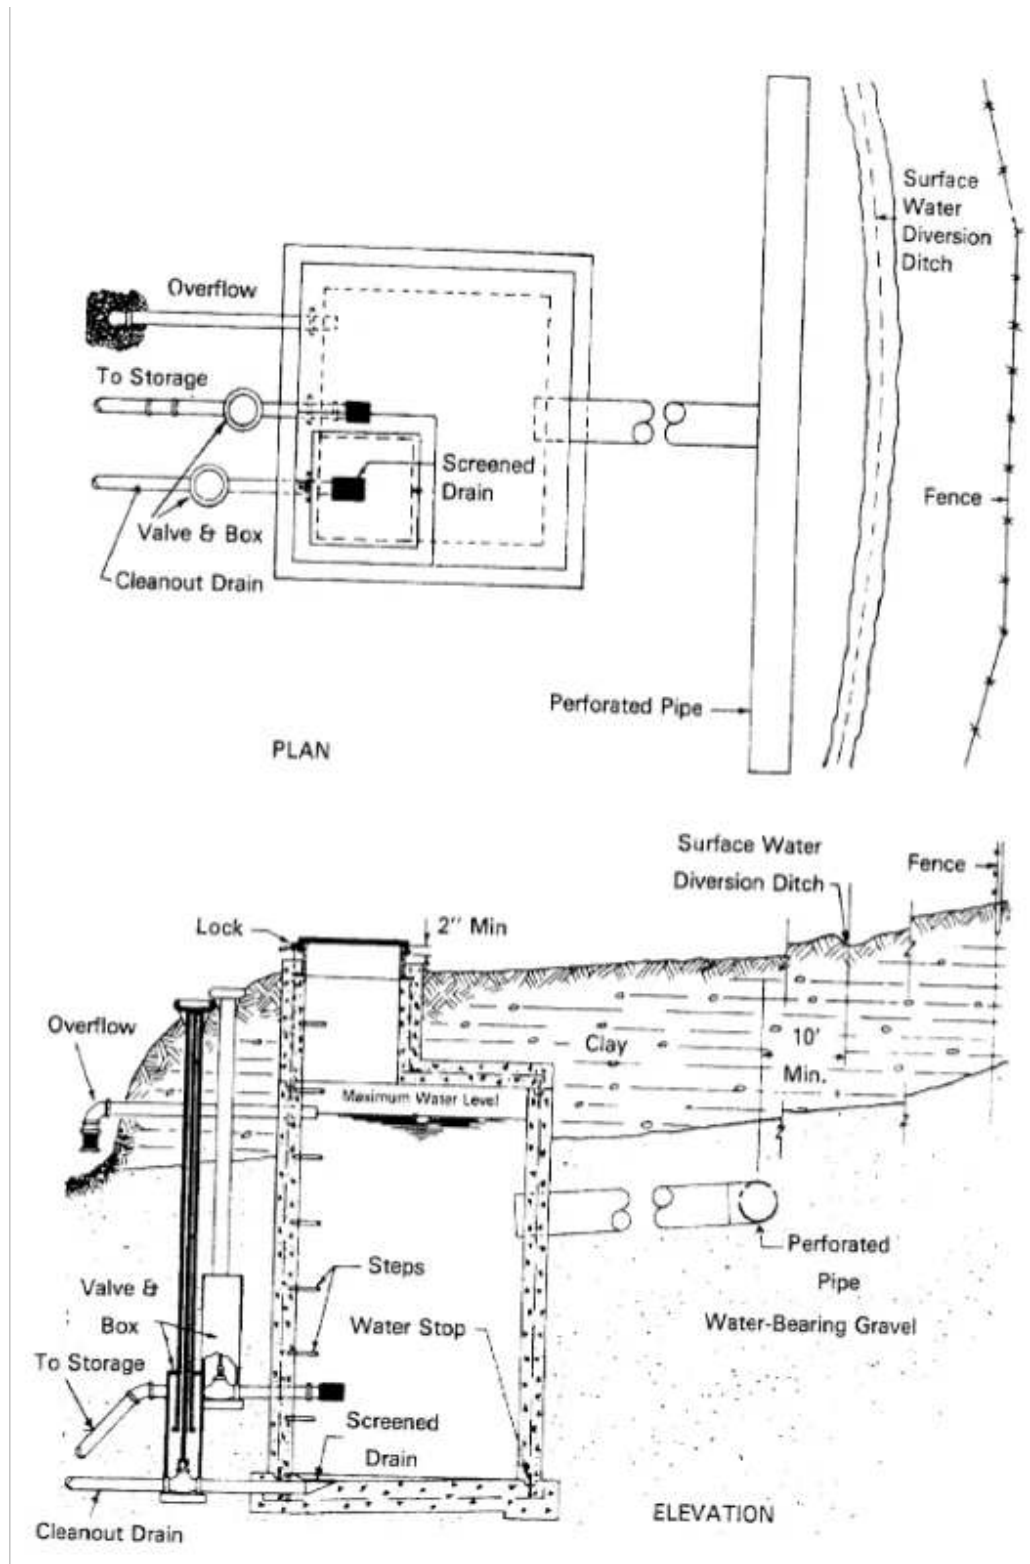 Surface
Water
Diversion
Ditch
Overflow
To Storage
Screened
Drain
Fence
Valve & Box
Cleanout Drain
Perforated Pipe
PLAN
Surface Water
Diversion Ditch
Fence
Lock
2" Min
Overflow
Clay
10'
Min.
Maximum Water Level
Perforated
Pipe
Steps
Valve &
Box
Water Stop
Water-Bearing Gravel
To Storage
Screened
Drain
ELEVATION
Cleanout Drain